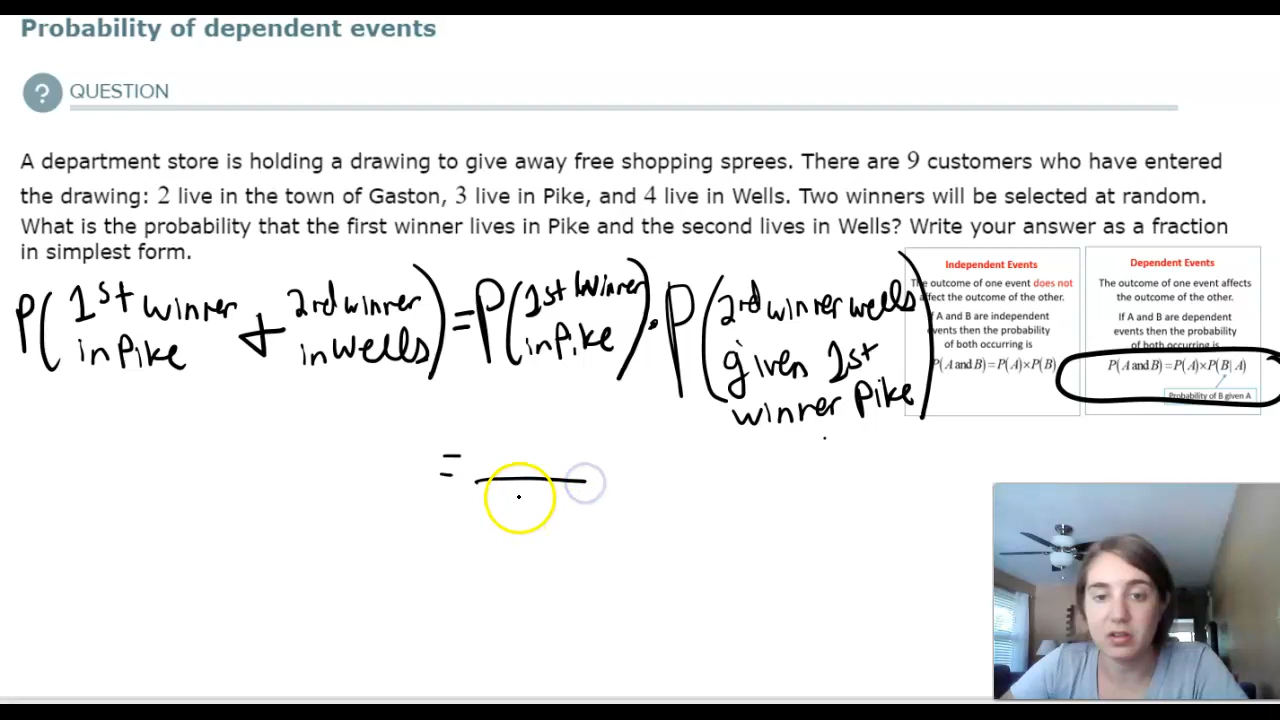 Probability of dependent events
? QUESTION
A department store is holding a drawing to give away free shopping sprees. There are 9 customers who have entered
the drawing: 2 live in the town of Gaston, 3 live in Pike, and 4 live in Wells. Two winners will be selected at random.
What is the probability that the first winner lives in Pike and the second lives in Wells? Write your answer as a fraction
in simplest form.
Independent Events
The outcome of one event does not
affect the outcome of the other.
If A and B are independent
events then the probability
of both occurring is
P(A and B)=P(A)×P(B)
Dependent Events
The outcome of one event affects
the outcome of the other.
If A and B are dependent
events then the probability
of both occurring is
P(A and B)=P(A)×P(B|A)
Probability of B given A
P(1st winner in Pike + 2rd winner in wells) = P(1st Winner in Pike) · P(2rd winner wells given 1st winner Pike)
=